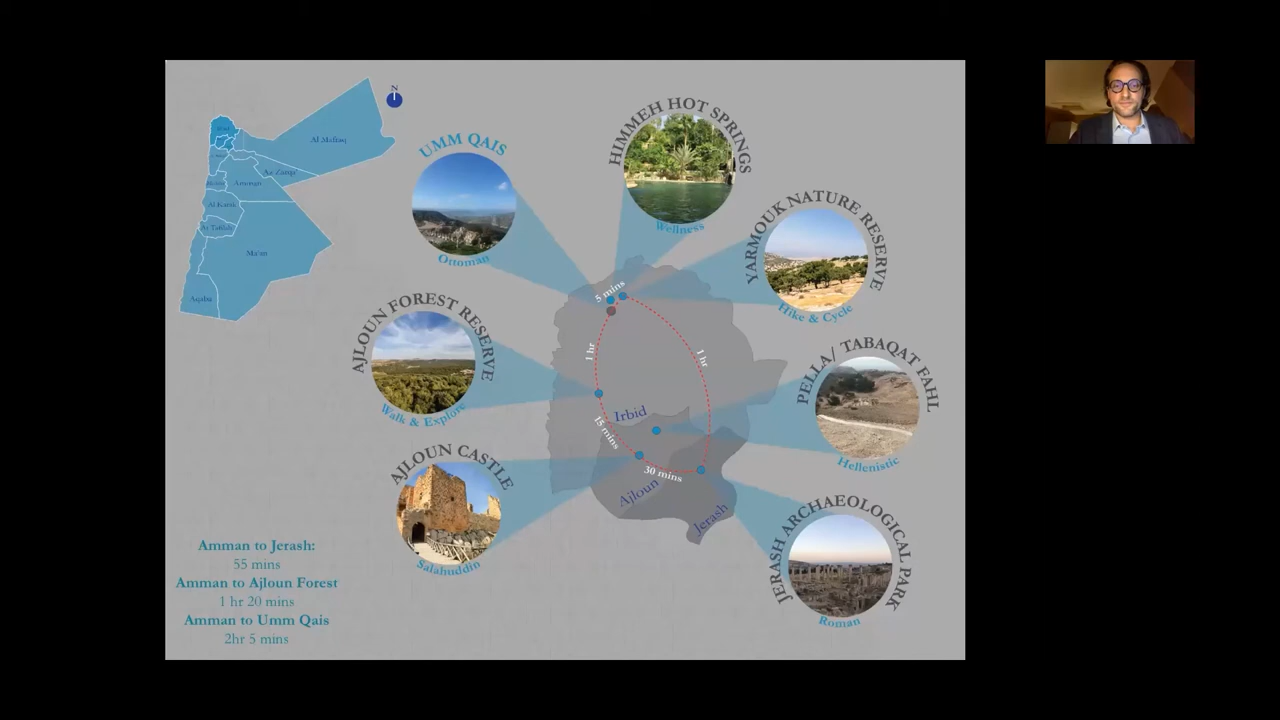 N
Al Mafraq
Az Zarqa'
Amman
Al Karak
At Tafilah
Ma'an
Aqaba
UMM QAIS
Ottoman
HIMMEH HOT SPRINGS
Wellness
YARMOUK NATURE RESERVE
Hike & Cycle
AJLOUN FOREST RESERVE
Walk & Explore
PELLA/ TABAQAT FAHL
Hellenistic
AJLOUN CASTLE
Salahuddin
JERASH ARCHAEOLOGICAL PARK
Roman
5 mins
1 hr
1 hr
Irbid
15 mins
30 mins
Ajloun
Jerash
Amman to Jerash:
55 mins
Amman to Ajloun Forest
1 hr 20 mins
Amman to Umm Qais
2hr 5 mins